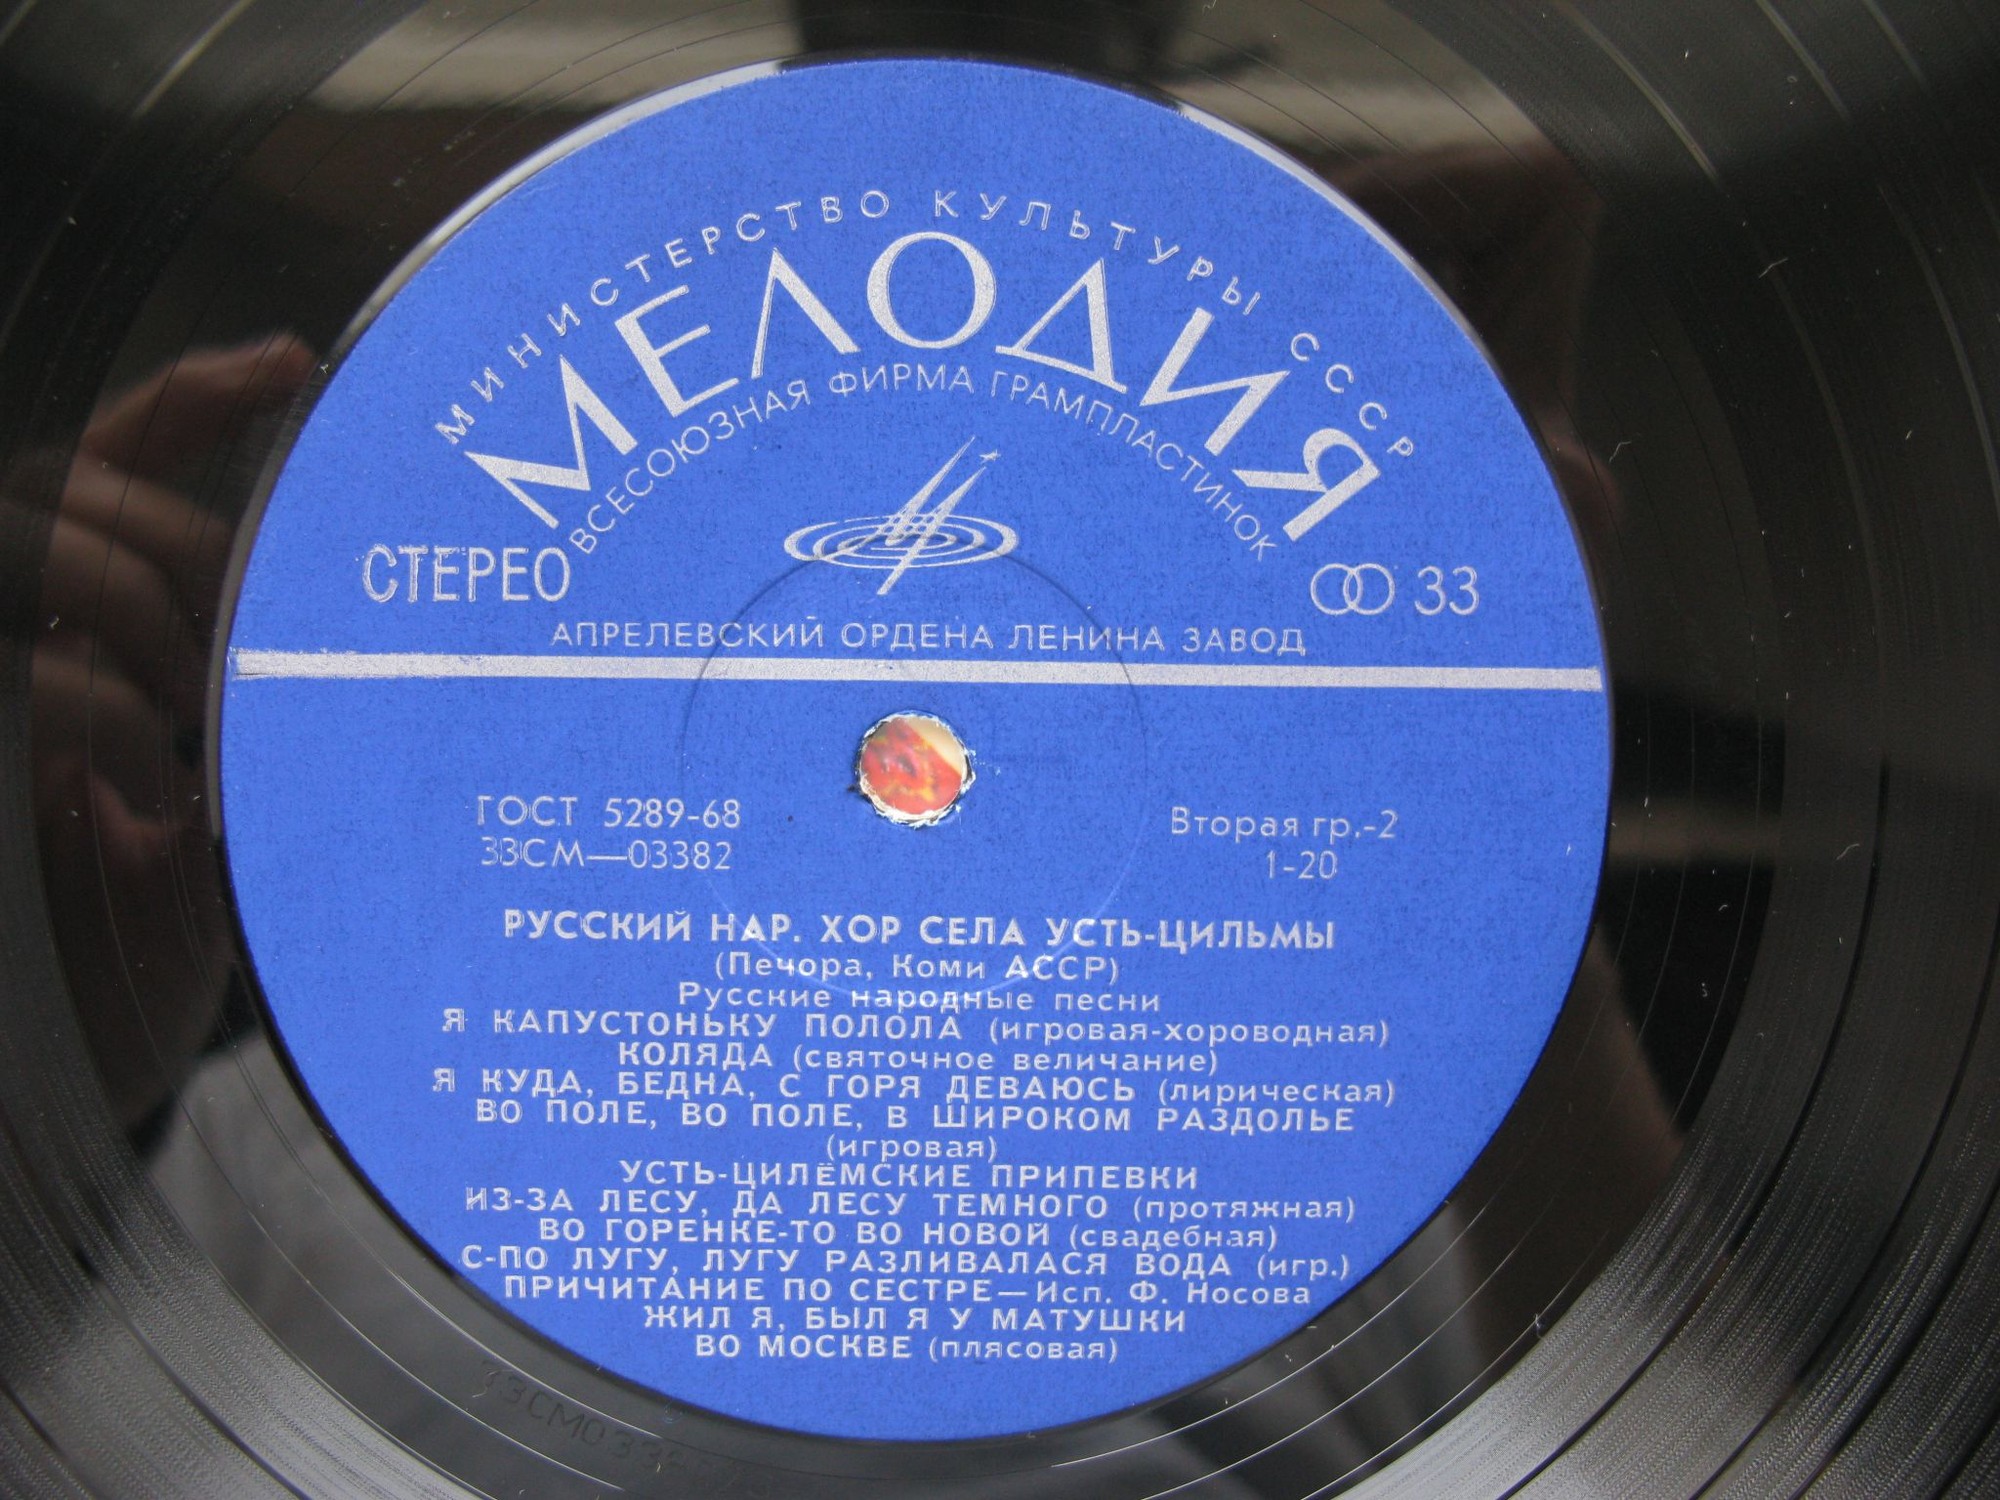 МИНИСТЕРСТВО КУЛЬТУРЫ СССР
МЕЛОДИЯ
ВСЕСОЮЗНАЯ ФИРМА ГРАМПЛАСТИНОК
СТЕРЕО
33
АПРЕЛЕВСКИЙ ОРДЕНА ЛЕНИНА ЗАВОД
ГОСТ 5289-68
Вторая гр.-2
33СМ—03382
1-20
РУССКИЙ НАР. ХОР СЕЛА УСТЬ-ЦИЛЬМЫ
(Печора, Коми АССР)
Русские народные песни
Я КАПУСТОНЬКУ ПОЛОЛА (игровая-хороводная)
КОЛЯДА (святочное величание)
Я КУДА, БЕДНА, С ГОРЯ ДЕВАЮСЬ (лирическая)
ВО ПОЛЕ, ВО ПОЛЕ, В ШИРОКОМ РАЗДОЛЬЕ
(игровая)
УСТЬ-ЦИЛЁМСКИЕ ПРИПЕВКИ
ИЗ-ЗА ЛЕСУ, ДА ЛЕСУ ТЕМНОГО (протяжная)
ВО ГОРЕНКЕ-ТО ВО НОВОЙ (свадебная)
С-ПО ЛУГУ, ЛУГУ РАЗЛИВАЛАСЯ ВОДА (игр.)
ПРИЧИТАНИЕ ПО СЕСТРЕ—Исп. Ф. Носова
ЖИЛ Я, БЫЛ Я У МАТУШКИ
ВО МОСКВЕ (плясовая)